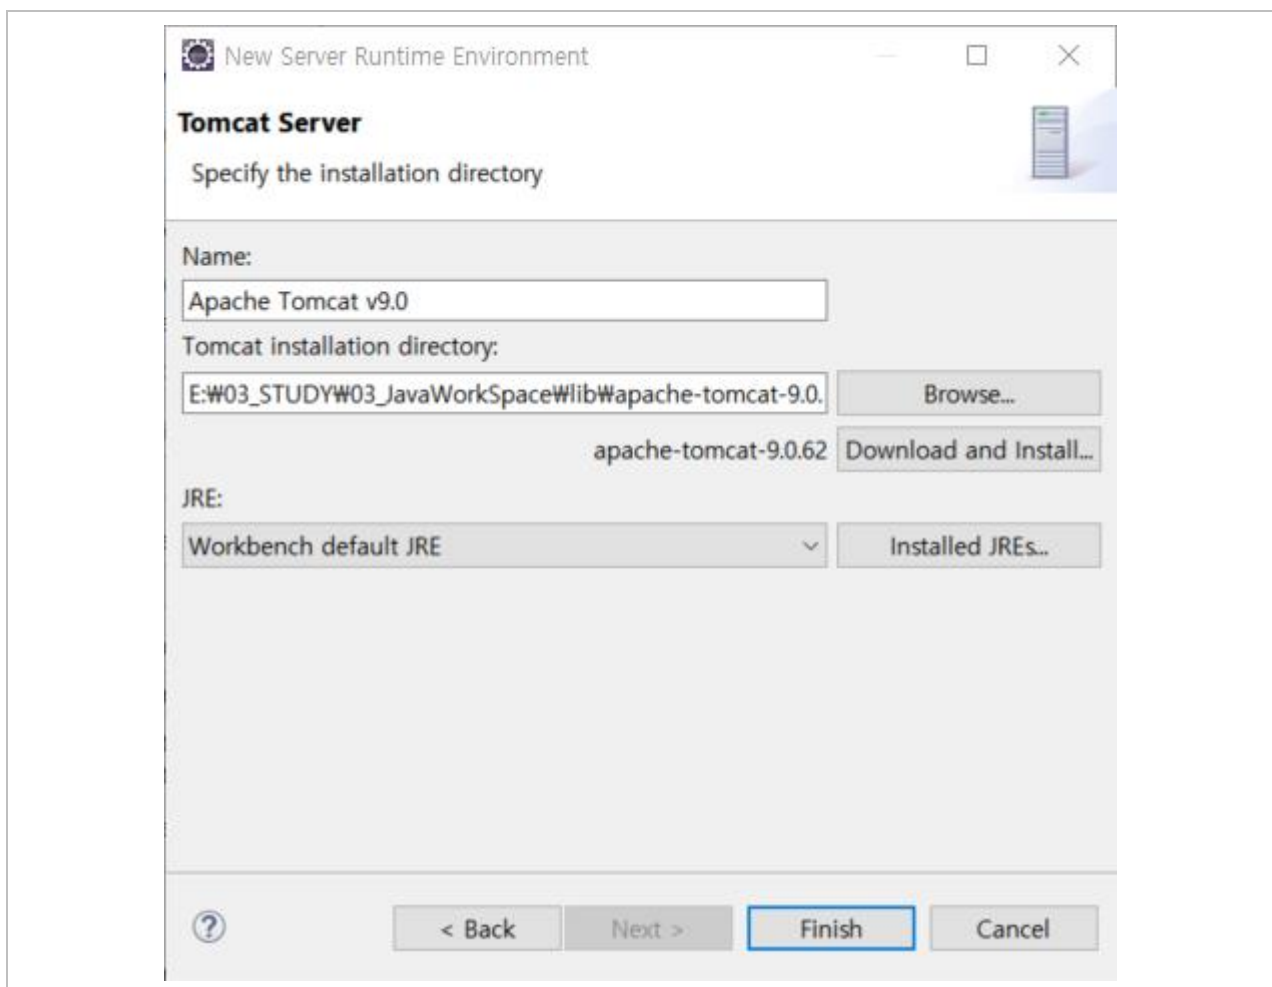 New Server Runtime Environment
Tomcat Server
Specify the installation directory
Name:
Apache Tomcat v9.0
Tomcat installation directory:
E:₩03_STUDY₩03_JavaWorkSpace₩lib₩apache-tomcat-9.0. Browse...
apache-tomcat-9.0.62 Download and Install...
JRE:
Workbench default JRE Installed JREs...
? < Back Next > Finish Cancel